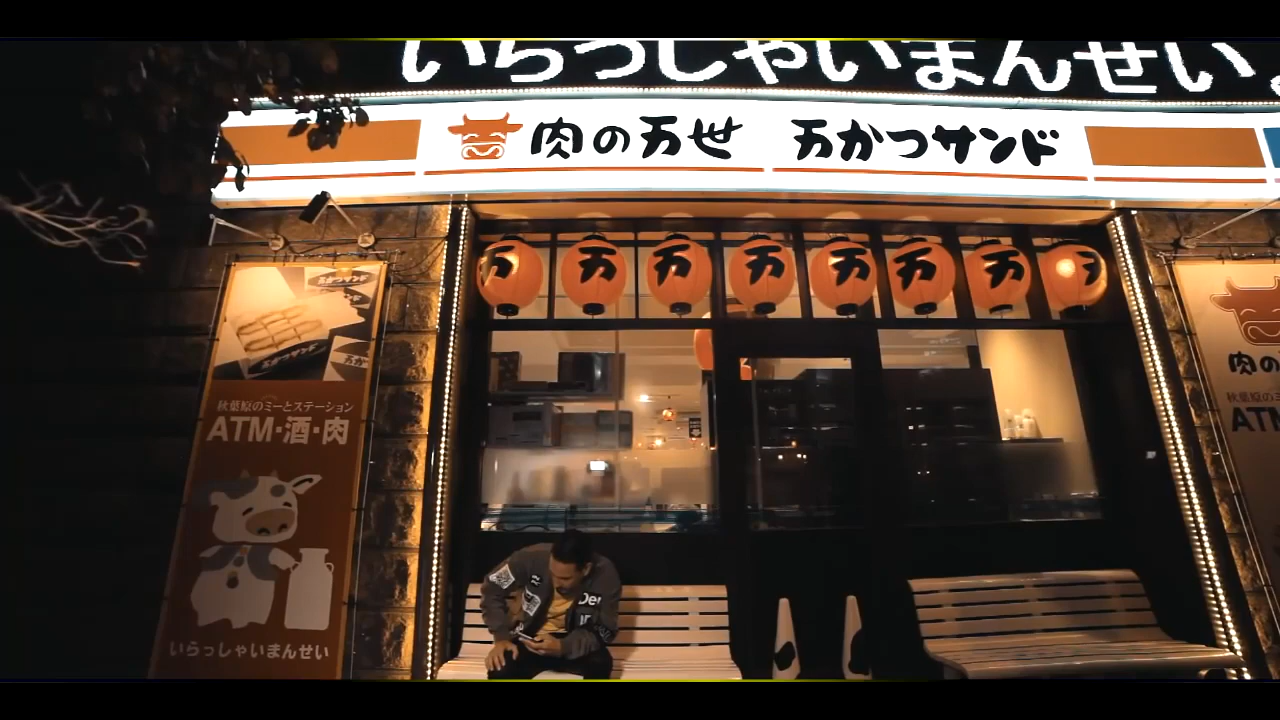 いらっしゃいまんせい
肉の万世 万かつサンド
万
万
万
万
万
万
万
万
万かつサンド
秋葉原のミートステーション
ATM・酒・肉
いらっしゃいまんせい
肉の
秋葉原のミ
ATM